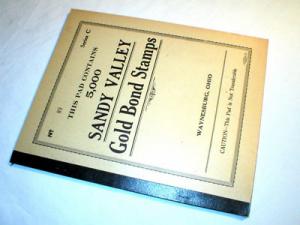 Series C
THIS PAD CONTAINS
5,000
SANDY VALLEY
Gold Bond Stamps
WAYNESBURG, OHIO
CAUTION—This Pad is Not Transferable